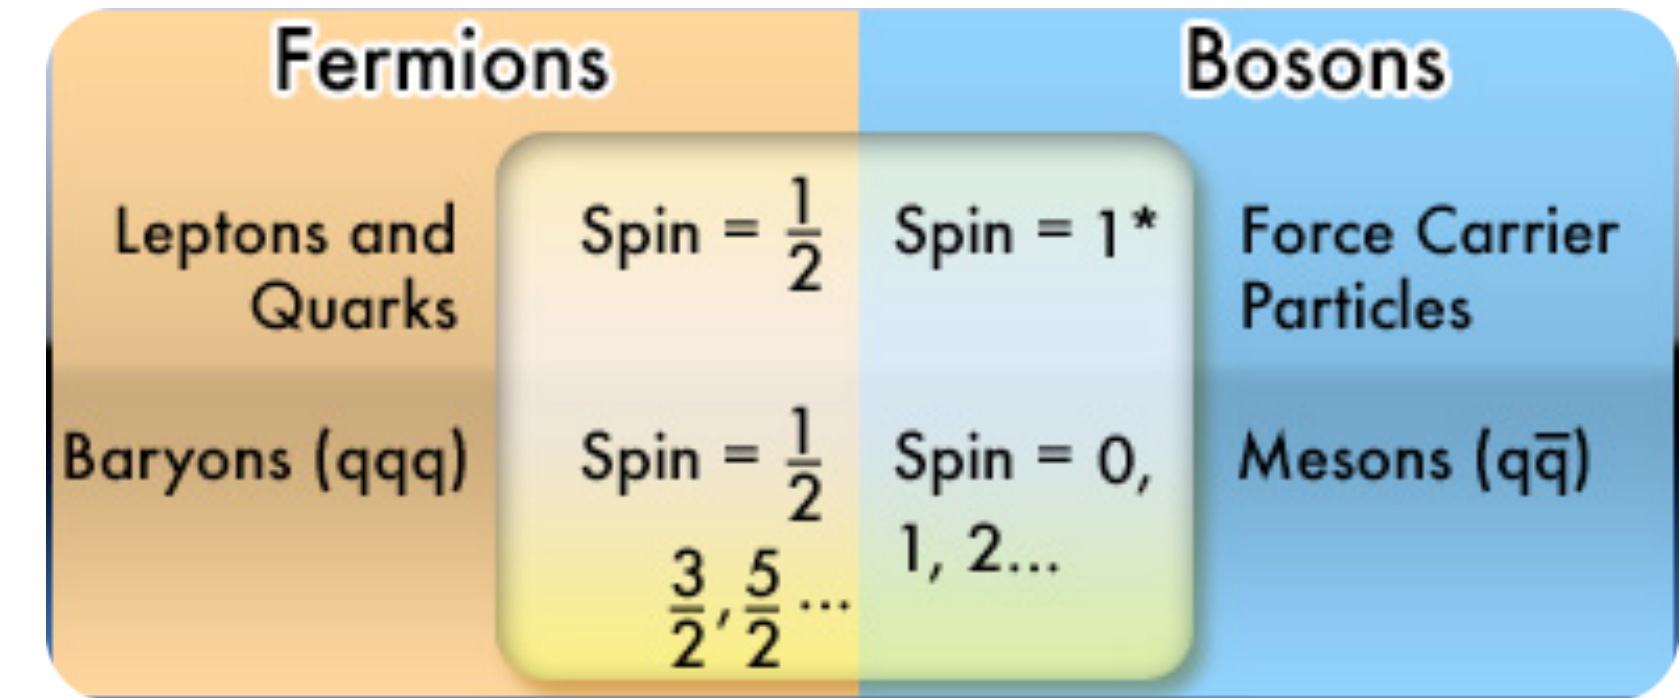 Fermions
Bosons
Leptons and
Quarks
Spin = 1/2
Spin = 1*
Force Carrier
Particles
Baryons (qqq)
Spin = 1/2
3/2, 5/2 ...
Spin = 0,
1, 2...
Mesons (qq̅)